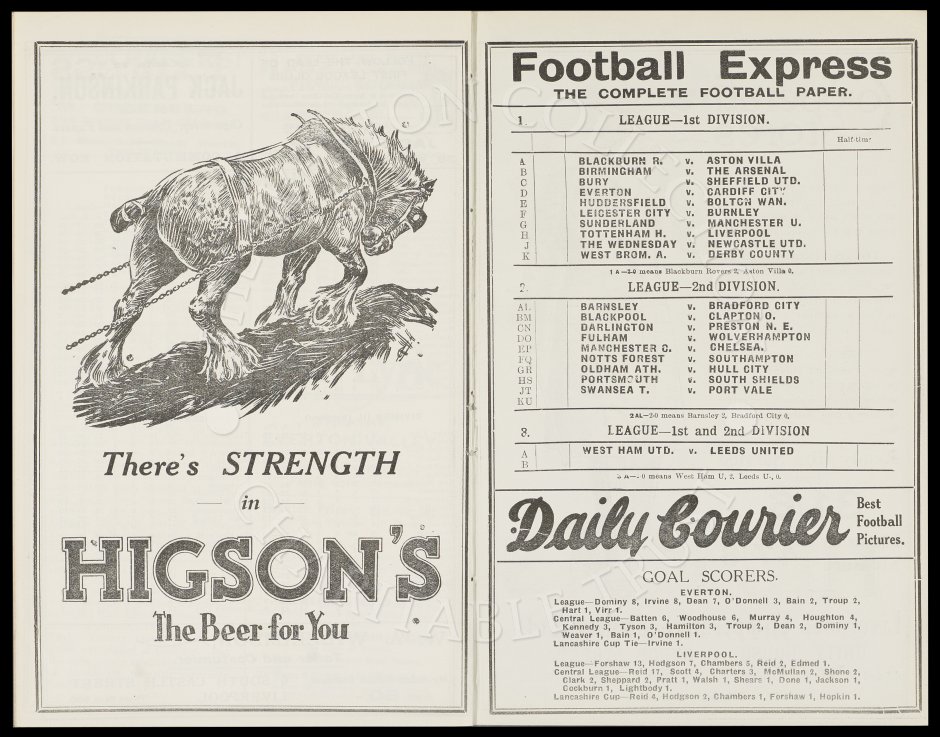 There's STRENGTH
in
HIGSON'S
The Beer for You
Football Express
THE COMPLETE FOOTBALL PAPER.
1. LEAGUE—1st DIVISION.
Half-time
A BLACKBURN R. v. ASTON VILLA
B BIRMINGHAM v. THE ARSENAL
C BURY v. SHEFFIELD UTD.
D EVERTON v. CARDIFF CITY
E HUDDERSFIELD v. BOLTON WAN.
F LEICESTER CITY v. BURNLEY
G SUNDERLAND v. MANCHESTER U.
H TOTTENHAM H. v. LIVERPOOL
J THE WEDNESDAY v. NEWCASTLE UTD.
K WEST BROM. A. v. DERBY COUNTY
1 A—2-0 means Blackburn Rovers 2, Aston Villa 0.
2. LEAGUE—2nd DIVISION.
AL BARNSLEY v. BRADFORD CITY
BM BLACKPOOL v. CLAPTON O.
CN DARLINGTON v. PRESTON N. E.
DO FULHAM v. WOLVERHAMPTON
EP MANCHESTER C. v. CHELSEA.
FQ NOTTS FOREST v. SOUTHAMPTON
GR OLDHAM ATH. v. HULL CITY
HS PORTSMOUTH v. SOUTH SHIELDS
JT SWANSEA T. v. PORT VALE
KU
2AL—2-0 means Barnsley 2, Bradford City 0,
3. LEAGUE—1st and 2nd DIVISION
A WEST HAM UTD. v. LEEDS UNITED
B
3 A—2-0 means West Ham U, 2, Leeds U., 0.
Daily Courier Best
Football
Pictures.
GOAL SCORERS.
EVERTON.
League—Dominy 8, Irvine 8, Dean 7, O'Donnell 3, Bain 2, Troup 2,
Hart 1, Virr 1.
Central League—Batten 6, Woodhouse 6, Murray 4, Houghton 4,
Kennedy 3, Tyson 3, Hamilton 3, Troup 2, Dean 2, Dominy 1,
Weaver 1, Bain 1, O'Donnell 1.
Lancashire Cup Tie—Irvine 1.
LIVERPOOL.
League—Forshaw 13, Hodgson 7, Chambers 5, Reid 2, Edmed 1.
Central League—Reid 17, Scott 4, Charters 3, McMullan 2, Shone 2,
Clark 2, Sheppard 2, Pratt 1, Walsh 1, Shears 1, Done 1, Jackson 1,
Cockburn 1, Lightbody 1.
Lancashire Cup—Reid 4, Hodgson 2, Chambers 1, Forshaw 1, Hopkin 1.